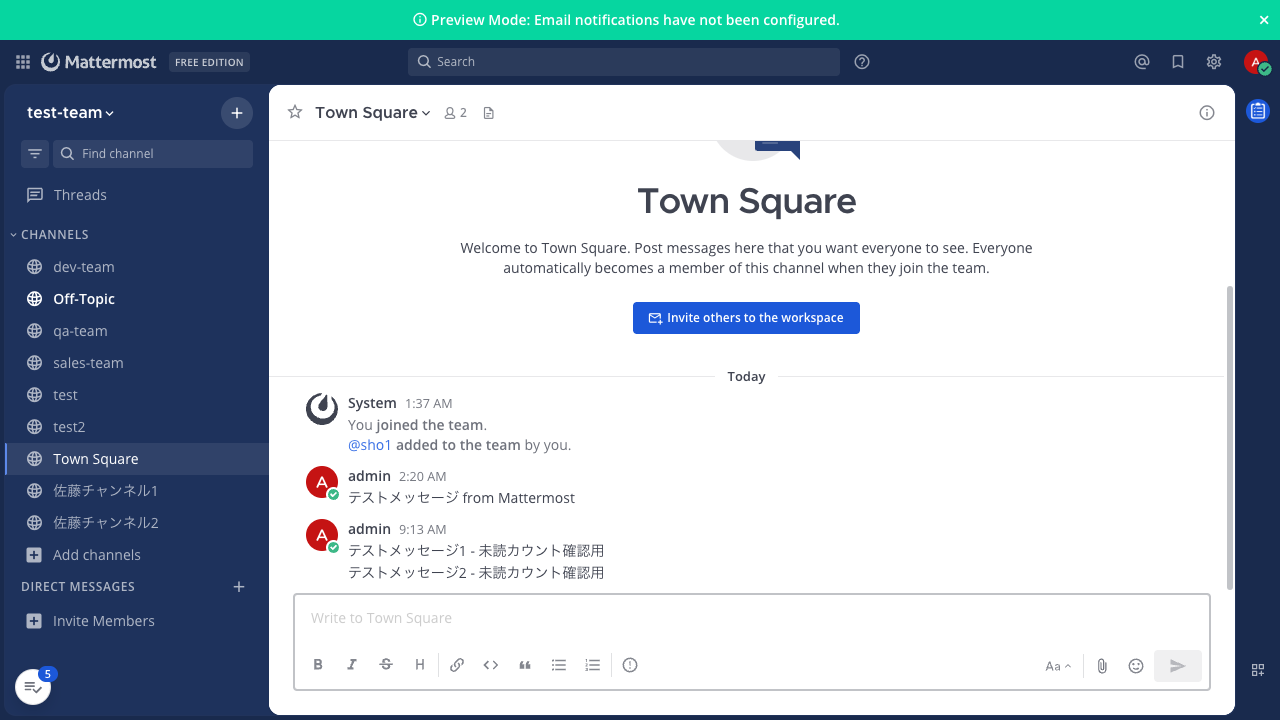 Preview Mode: Email notifications have not been configured.
Mattermost
FREE EDITION
Search
A
test-team
Town Square
2
Find channel
Threads
CHANNELS
dev-team
Off-Topic
qa-team
sales-team
test
test2
Town Square
佐藤チャンネル1
佐藤チャンネル2
Add channels
DIRECT MESSAGES
Invite Members
5
Town Square
Welcome to Town Square. Post messages here that you want everyone to see. Everyone
automatically becomes a member of this channel when they join the team.
Invite others to the workspace
Today
System 1:37 AM
You joined the team.
@sho1 added to the team by you.
A
admin 2:20 AM
テストメッセージ from Mattermost
A
admin 9:13 AM
テストメッセージ1 - 未読カウント確認用
テストメッセージ2 - 未読カウント確認用
Write to Town Square
B I S H
Aa